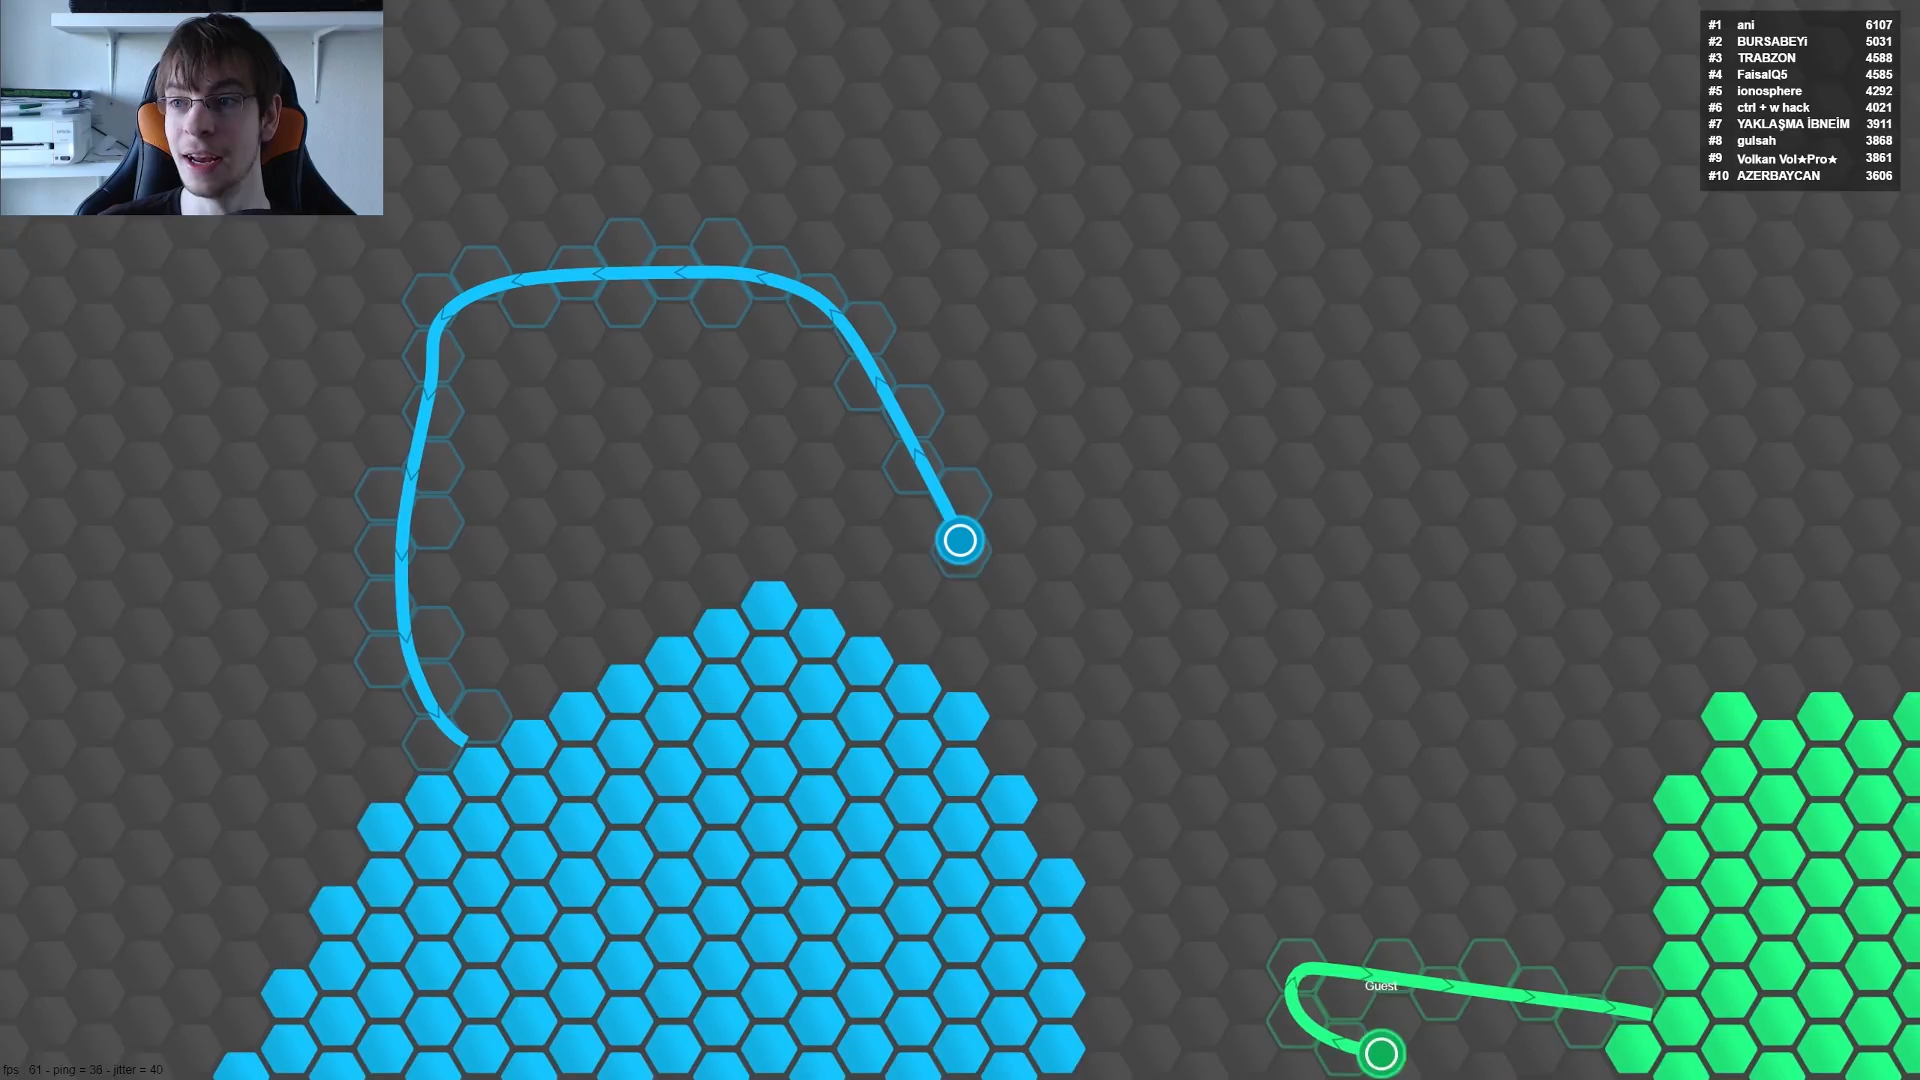 #1 ani 6107
#2 BURSABEYi 5031
#3 TRABZON 4588
#4 FaisalQ5 4585
#5 ionosphere 4292
#6 ctrl + w hack 4021
#7 YAKLAŞMA İBNEİM 3911
#8 gulsah 3868
#9 Volkan Vol★Pro★ 3861
#10 AZERBAYCAN 3606
Guest
fps : 61 - ping = 38 - jitter = 40